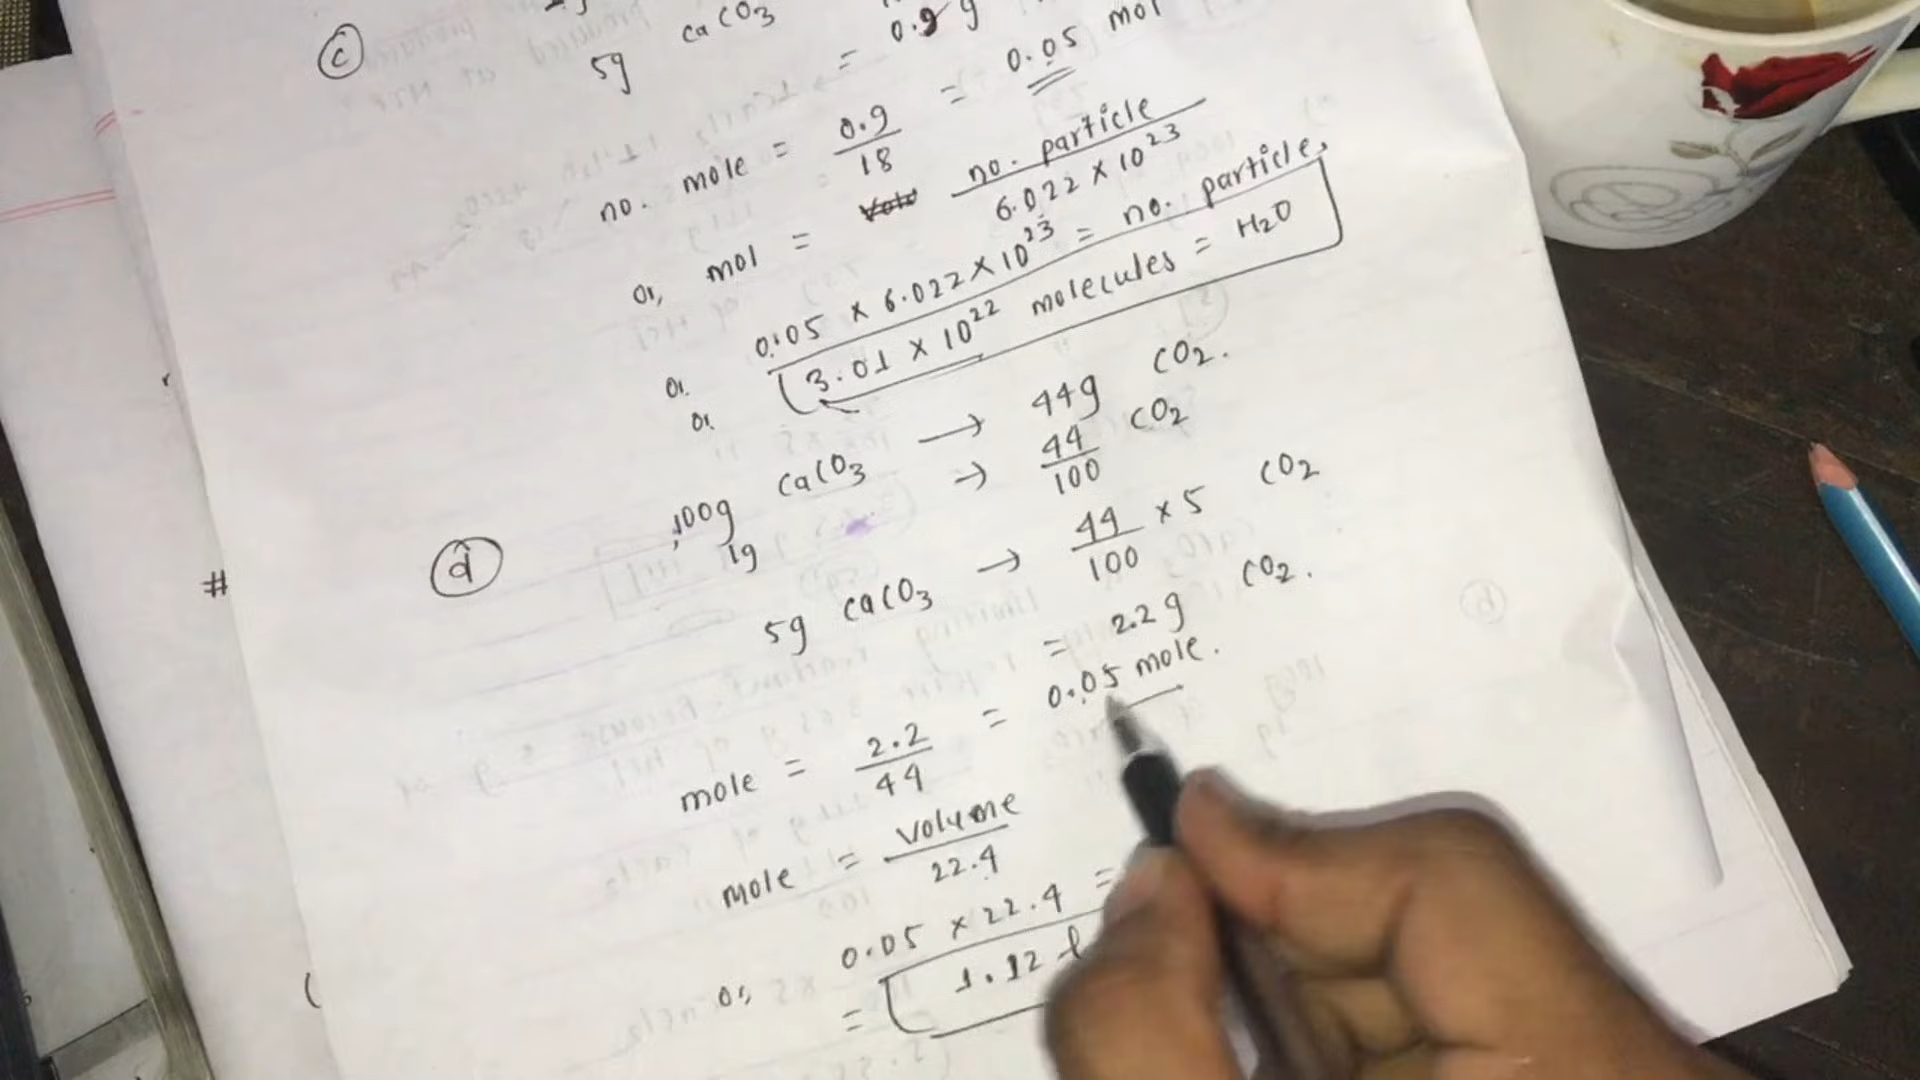 (c) 5g CaCO3 = 0.9 g
no. mole = 0.9/18 = 0.05 mol
or, mol = no. particle / 6.022 × 10^23
or. 0.05 × 6.022 × 10^23 = no. particle.
or. 3.01 × 10^22 molecules = H2O
(d) 100g CaCO3 → 44g CO2.
1g → 44/100 CO2
5g CaCO3 → 44/100 × 5 CO2
= 2.2 g CO2.
mole = 2.2/44 = 0.05 mole.
mole = volume/22.4
or, 0.05 × 22.4 =
= 1.12 l
#